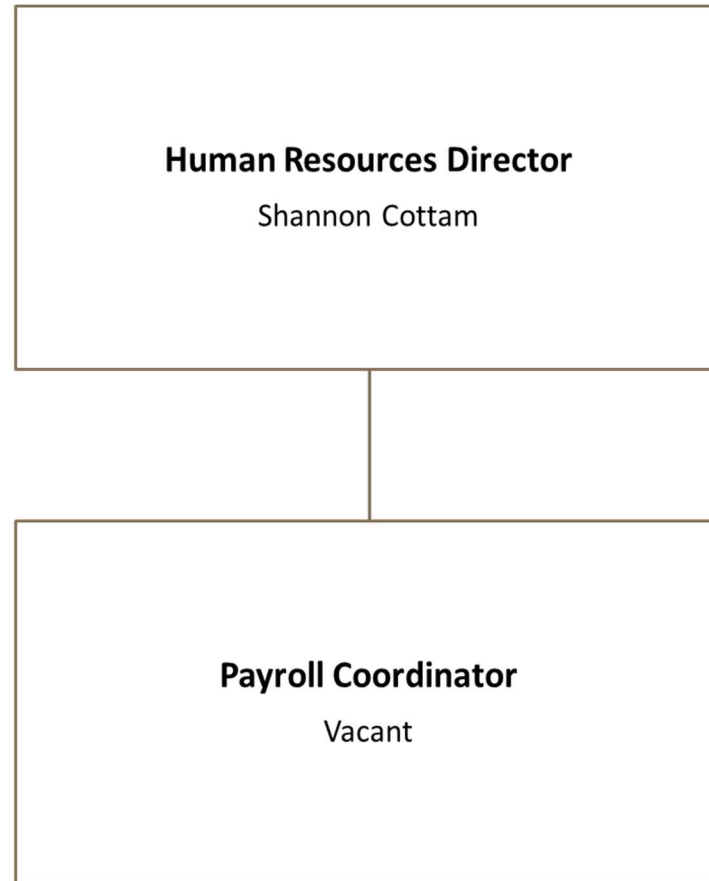 Human Resources Director
Shannon Cottam
Payroll Coordinator
Vacant